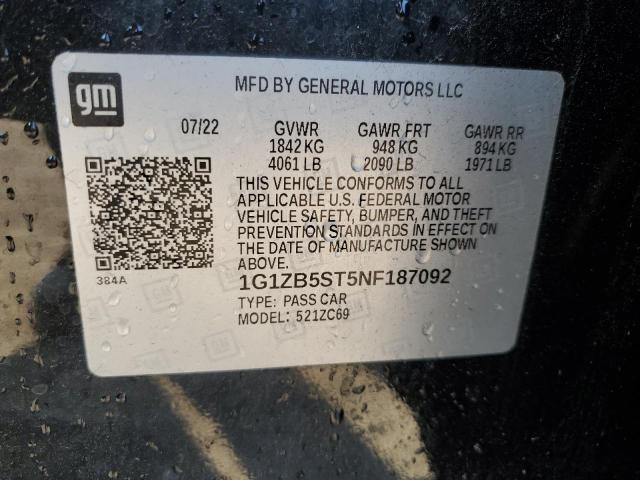 gm
MFD BY GENERAL MOTORS LLC
07/22 GVWR GAWR FRT GAWR RR
1842 KG 948 KG 894 KG
4061 LB 2090 LB 1971 LB
THIS VEHICLE CONFORMS TO ALL
APPLICABLE U.S. FEDERAL MOTOR
VEHICLE SAFETY, BUMPER, AND THEFT
PREVENTION STANDARDS IN EFFECT ON
THE DATE OF MANUFACTURE SHOWN
ABOVE.
384A
1G1ZB5ST5NF187092
TYPE: PASS CAR
MODEL: 521ZC69